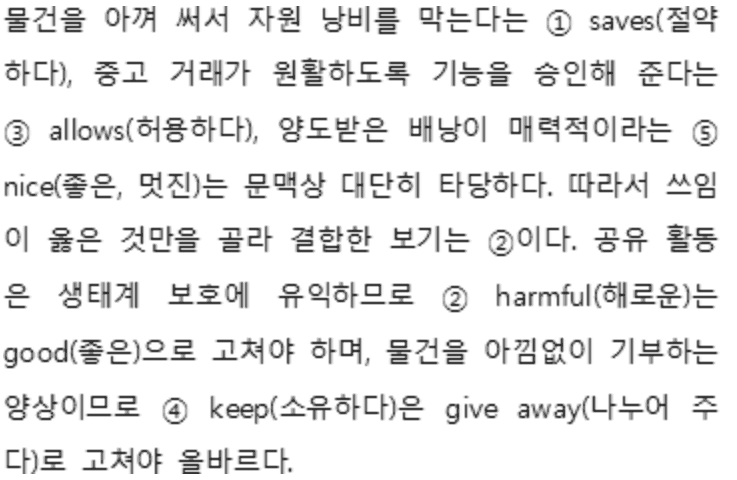 물건을 아껴 써서 자원 낭비를 막는다는 ① saves(절약
하다), 중고 거래가 원활하도록 기능을 승인해 준다는
③ allows(허용하다), 양도받은 배낭이 매력적이라는 ⑤
nice(좋은, 멋진)는 문맥상 대단히 타당하다. 따라서 쓰임
이 옳은 것만을 골라 결합한 보기는 ②이다. 공유 활동
은 생태계 보호에 유익하므로 ② harmful(해로운)는
good(좋은)으로 고쳐야 하며, 물건을 아낌없이 기부하는
양상이므로 ④ keep(소유하다)은 give away(나누어 주
다)로 고쳐야 올바르다.